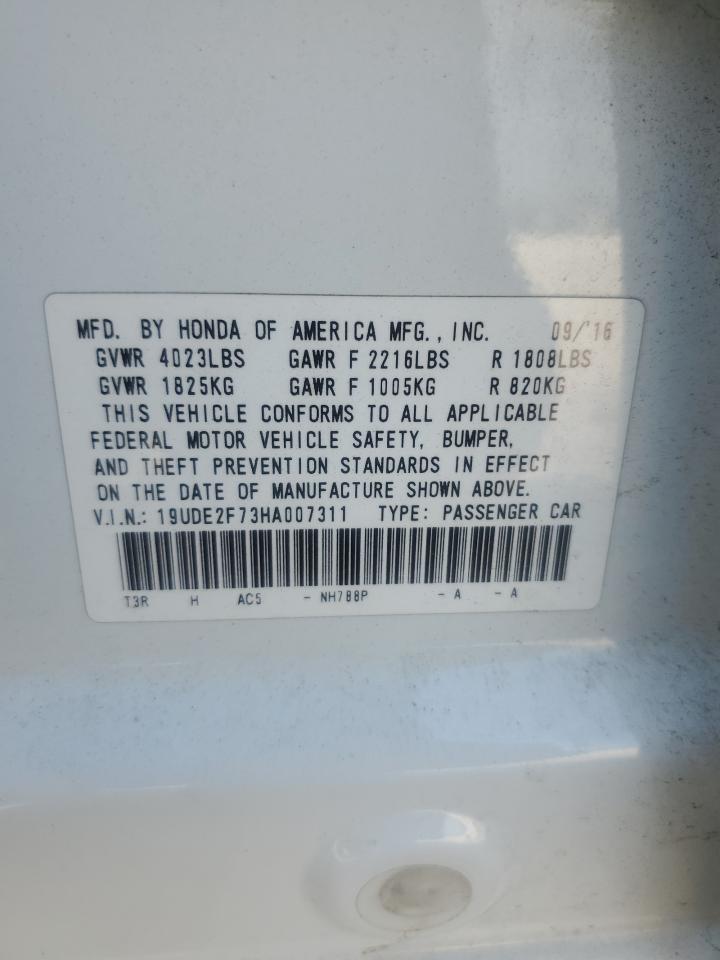 MFD. BY HONDA OF AMERICA MFG., INC. 09/'16
GVWR 4023LBS GAWR F 2216LBS R 1808LBS
GVWR 1825KG GAWR F 1005KG R 820KG
THIS VEHICLE CONFORMS TO ALL APPLICABLE
FEDERAL MOTOR VEHICLE SAFETY, BUMPER,
AND THEFT PREVENTION STANDARDS IN EFFECT
ON THE DATE OF MANUFACTURE SHOWN ABOVE.
V.I.N.: 19UDE2F73HA007311 TYPE: PASSENGER CAR
T3R H AC5 - NH788P - A - A